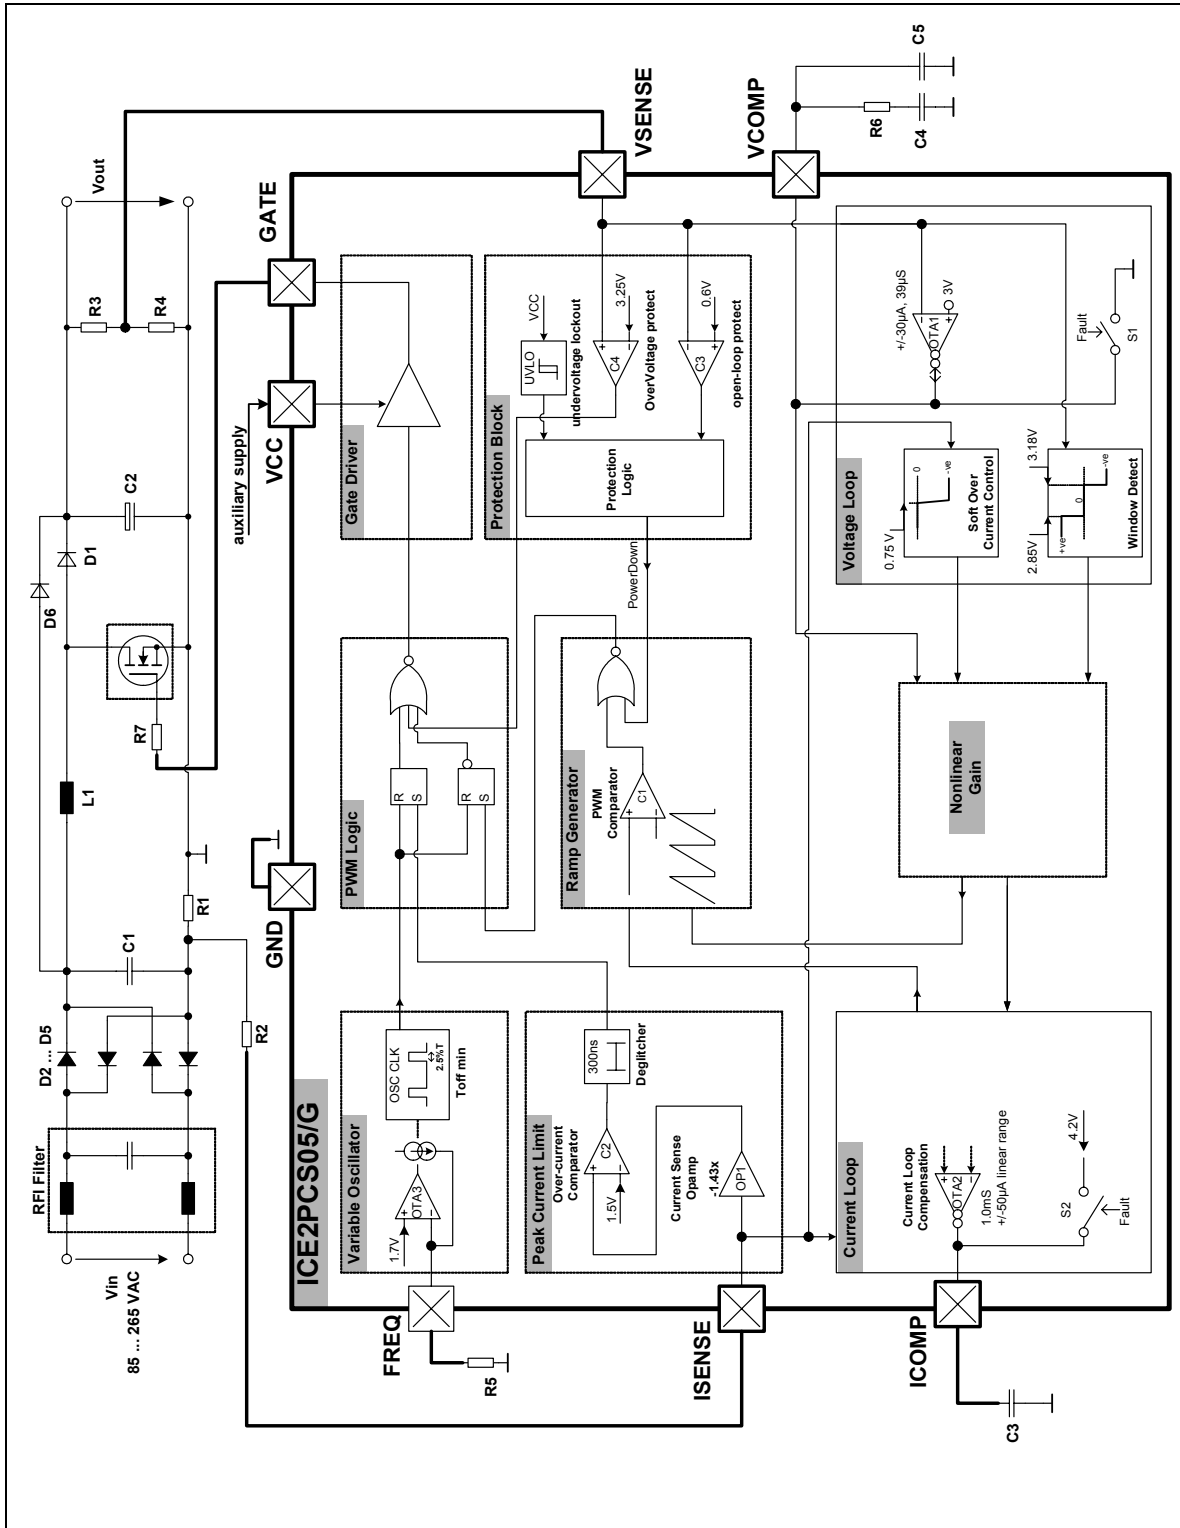 Vin
85 ... 265 VAC
RFI Filter
D2 ... D5
C1
R1
R2
L1
R7
D6
D1
C2
R3
R4
Vout
auxiliary supply
GND
VCC
GATE
ICE2PCS05/G
FREQ
R5
Variable Oscillator
1.7V
+
−
OTA3
OSC CLK
2.5%T
Toff min
PWM Logic
R
S
R
S
Gate Driver
Peak Current Limit
Over-current
Comparator
1.5V
+
−
C2
300ns
Deglitcher
Current Sense
Opamp
-1.43x
OP1
ISENSE
Ramp Generator
PWM
Comparator
+
−
C1
Protection Block
UVLO
VCC
undervoltage lockout
+
−
C4
3.25V
OverVoltage protect
−
+
C3
0.6V
open-loop protect
Protection
Logic
PowerDown
VSENSE
VCOMP
R6
C4
C5
Current Loop
Current Loop
Compensation
+
−
OTA2
1.0mS
+/-50µA linear range
4.2V
S2
Fault
ICOMP
C3
Nonlinear
Gain
Voltage Loop
0.75 V
0
-ve
Soft Over
Current Control
2.85V
3.18V
+ve
0
-ve
Window Detect
+/-30µA, 39µS
−
+
OTA1
3V
Fault
S1